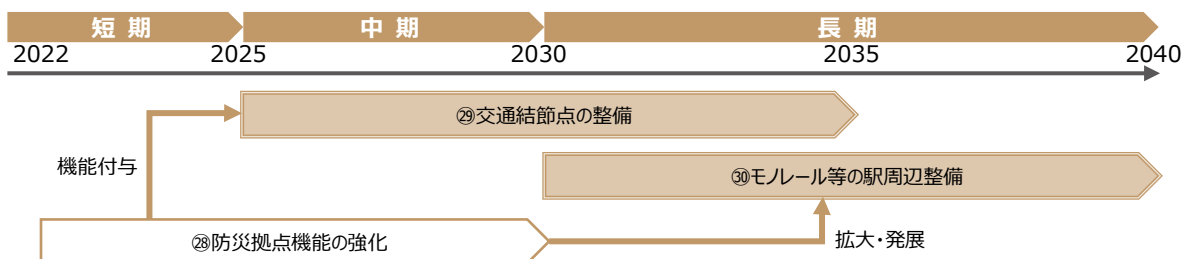 短 期
中 期
長 期
2022
2025
2030
2035
2040
㉙交通結節点の整備
機能付与
㉚モノレール等の駅周辺整備
㉘防災拠点機能の強化
拡大・発展